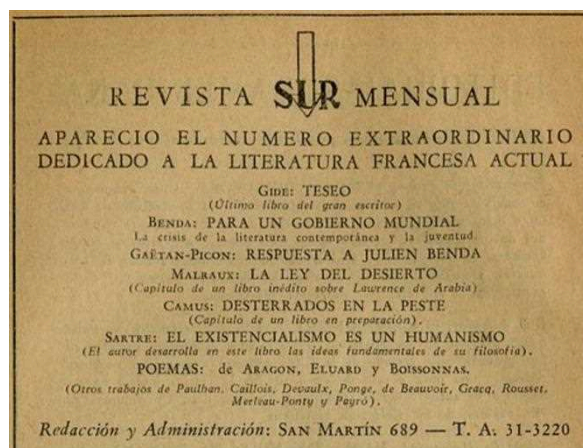 REVISTA SUR MENSUAL
APARECIO EL NUMERO EXTRAORDINARIO
DEDICADO A LA LITERATURA FRANCESA ACTUAL
GIDE: TESEO
(Último libro del gran escritor)
BENDA: PARA UN GOBIERNO MUNDIAL
La crisis de la literatura contemporánea y la juventud.
GAËTAN-PICON: RESPUESTA A JULIEN BENDA
MALRAUX: LA LEY DEL DESIERTO
(Capítulo de un libro inédito sobre Lawrence de Arabia).
CAMUS: DESTERRADOS EN LA PESTE
(Capítulo de un libro en preparación).
SARTRE: EL EXISTENCIALISMO ES UN HUMANISMO
(El autor desarrolla en este libro las ideas fundamentales de su filosofía).
POEMAS: de ARAGON, ELUARD y BOISSONNAS.
(Otros trabajos de Paulhan, Caillois, Devaulx, Ponge, de Beauvoir, Gracq, Rousset,
Merleau-Ponty y Payró).
Redacción y Administración: SAN MARTÍN 689 — T. A. 31-3220